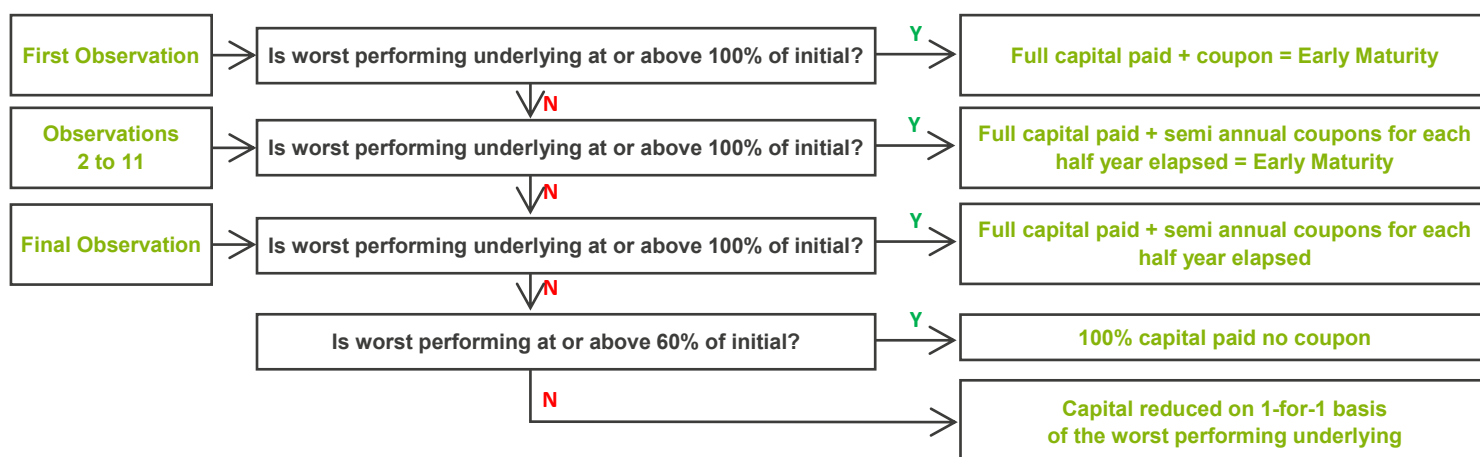 First Observation
Is worst performing underlying at or above 100% of initial?
Y
Full capital paid + coupon = Early Maturity
N
Observations
2 to 11
Is worst performing underlying at or above 100% of initial?
Y
Full capital paid + semi annual coupons for each
half year elapsed = Early Maturity
N
Final Observation
Is worst performing underlying at or above 100% of initial?
Y
Full capital paid + semi annual coupons for each
half year elapsed
N
Is worst performing at or above 60% of initial?
Y
100% capital paid no coupon
N
Capital reduced on 1-for-1 basis
of the worst performing underlying